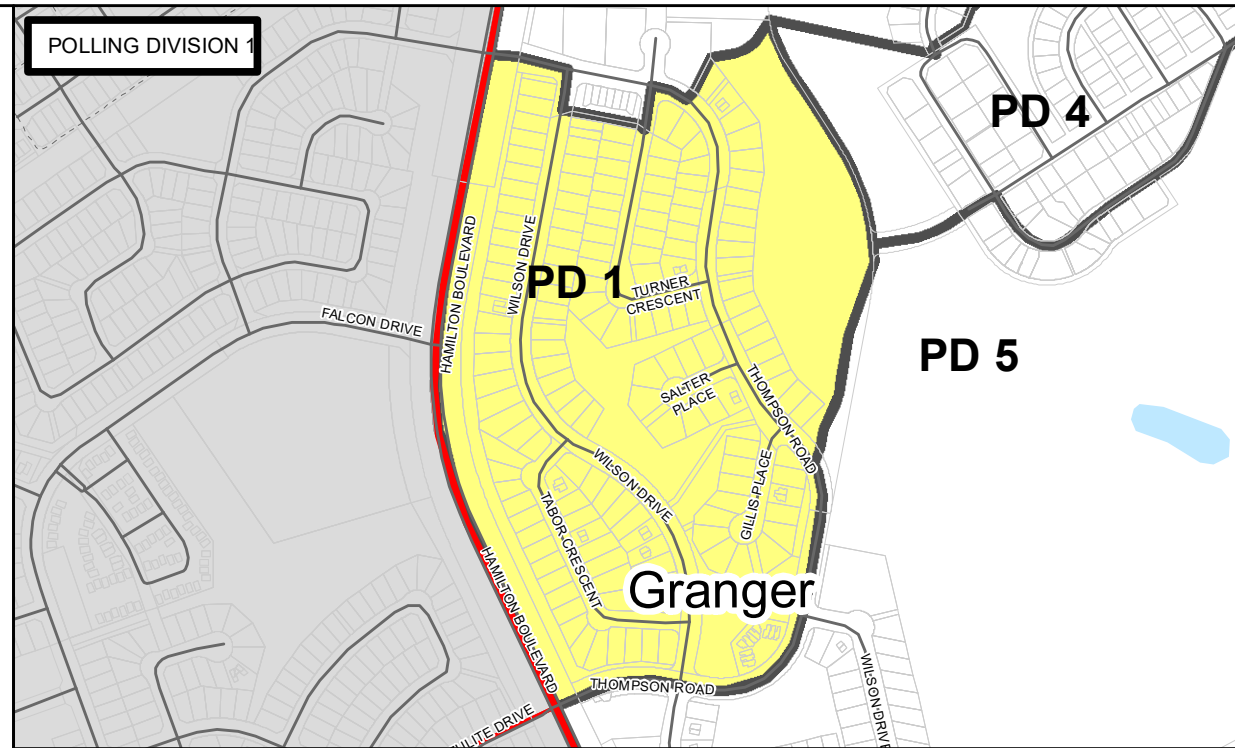 POLLING DIVISION 1
PD 4
HAMILTON BOULEVARD
WILSON DRIVE
PD 1
TURNER
CRESCENT
FALCON DRIVE
PD 5
SALTER
PLACE
THOMPSON ROAD
WILSON DRIVE
GILLIS PLACE
TABOR CRESCENT
HAMILTON BOULEVARD
Granger
THOMPSON ROAD
WILSON DRIVE
DRIVE